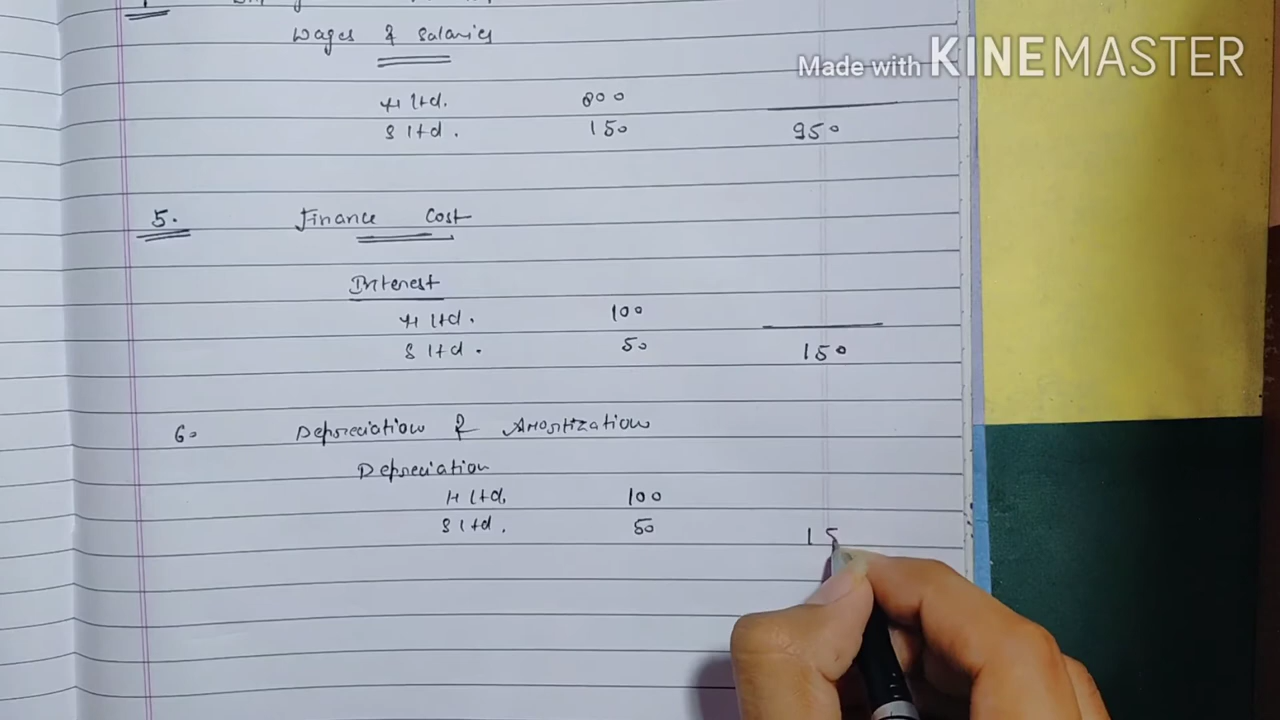 Wages & Salaries
Made with KINEMASTER
H ltd. 800
S ltd. 150 950
5. Finance Cost
Interest
H ltd. 100
S ltd. 50 150
6. Depreciation & Amortization
Depreciation
H ltd. 100
S ltd. 50 15